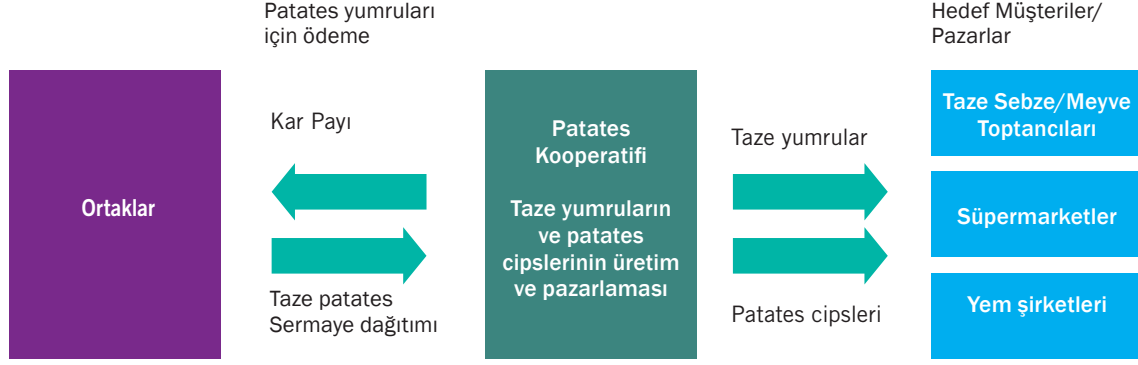 Patates yumruları
için ödeme
Hedef Müşteriler/
Pazarlar
Ortaklar
Kar Payı
Taze patates
Sermaye dağıtımı
Patates
Kooperatifi
Taze yumruların
ve patates
cipslerinin üretim
ve pazarlaması
Taze yumrular
Patates cipsleri
Taze Sebze/Meyve
Toptancıları
Süpermarketler
Yem şirketleri